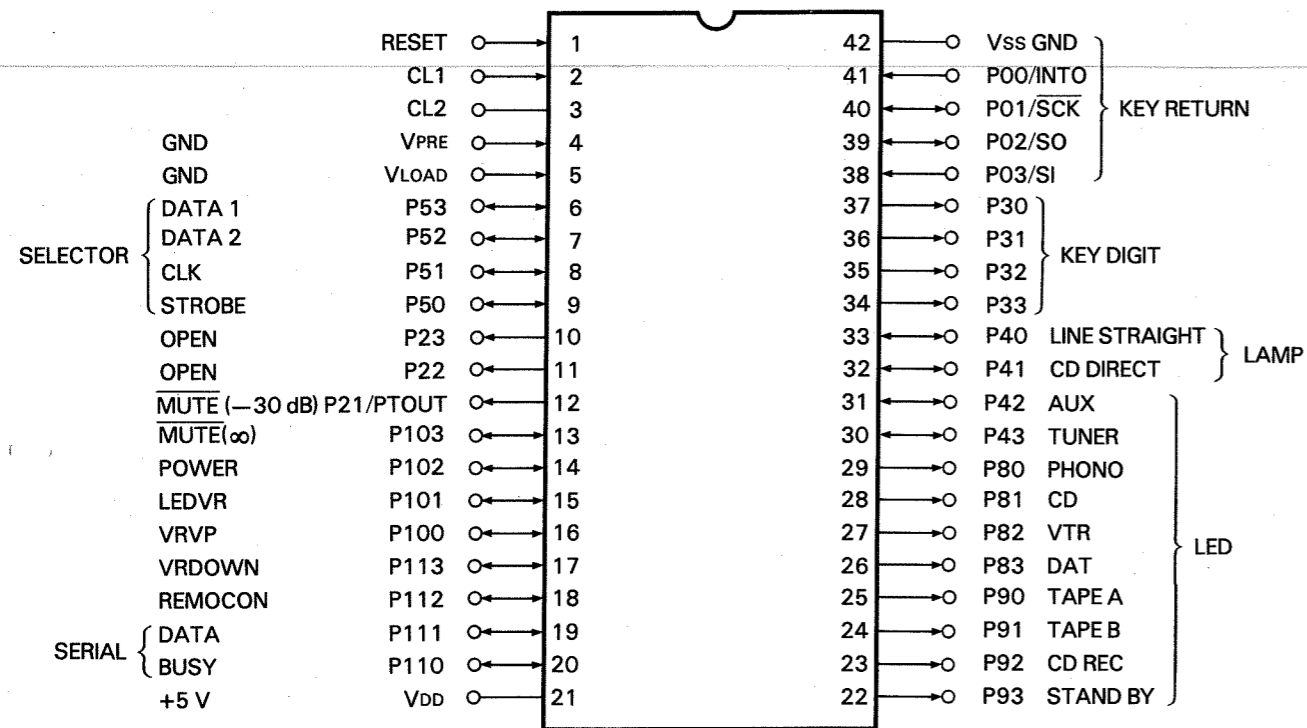 RESET 1 42 Vss GND
CL1 2 41 P00/INTO
CL2 3 40 P01/SCK KEY RETURN
GND VPRE 4 39 P02/SO
GND VLOAD 5 38 P03/SI
DATA 1 P53 6 37 P30
DATA 2 P52 7 36 P31
SELECTOR KEY DIGIT
CLK P51 8 35 P32
STROBE P50 9 34 P33
OPEN P23 10 33 P40 LINE STRAIGHT
LAMP
OPEN P22 11 32 P41 CD DIRECT
MUTE (−30 dB) P21/PTOUT 12 31 P42 AUX
MUTE(∞) P103 13 30 P43 TUNER
POWER P102 14 29 P80 PHONO
LEDVR P101 15 28 P81 CD
VRVP P100 16 27 P82 VTR
LED
VRDOWN P113 17 26 P83 DAT
REMOCON P112 18 25 P90 TAPE A
DATA P111 19 24 P91 TAPE B
SERIAL
BUSY P110 20 23 P92 CD REC
+5 V VDD 21 22 P93 STAND BY